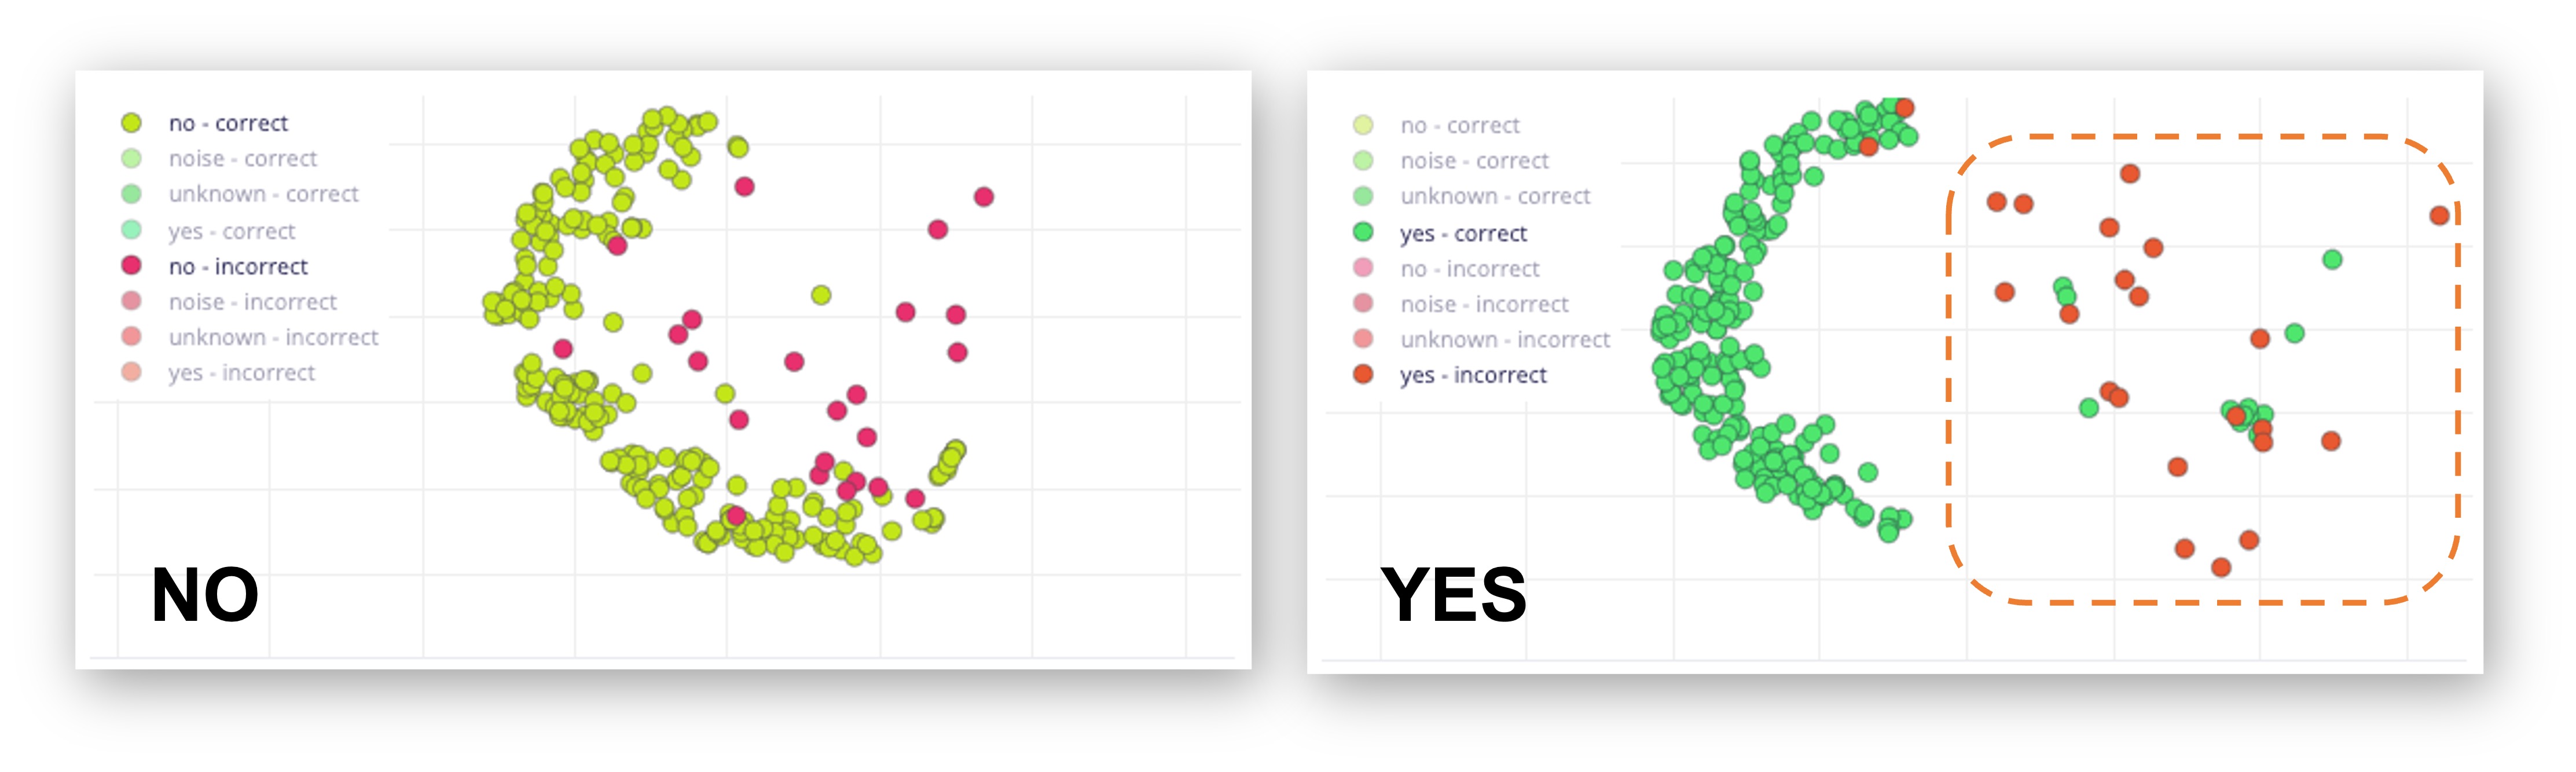 no - correct
noise - correct
unknown - correct
yes - correct
no - incorrect
noise - incorrect
unknown - incorrect
yes - incorrect
NO
no - correct
noise - correct
unknown - correct
yes - correct
no - incorrect
noise - incorrect
unknown - incorrect
yes - incorrect
YES